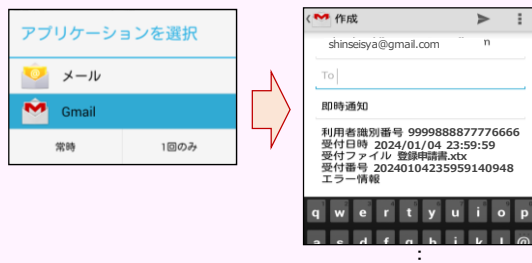 アプリケーションを選択
メール
Gmail
常時
1回のみ
作成
shinseisya@gmail.com
n
To
即時通知
利用者識別番号 9999888877776666
受付日時 2024/01/04 23:59:59
受付ファイル 登録申請書.xtx
受付番号 20240104235959140948
エラー情報
q w e r t y u i o p
a s d f g h j k l @
: